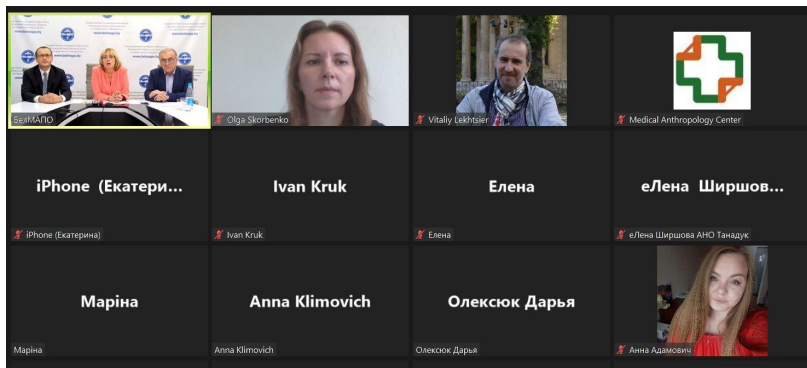 БелМАПО
Olga Skorbenko
Vitaliy Lekhtsier
Medical Anthropology Center
iPhone (Екатери...
iPhone (Екатерина)
Ivan Kruk
Ivan Kruk
Елена
Елена
еЛена Ширшов...
еЛена Ширшова АНО Танадук
Маріна
Маріна
Anna Klimovich
Anna Klimovich
Олексюк Дарья
Олексюк Дарья
Анна Адамович